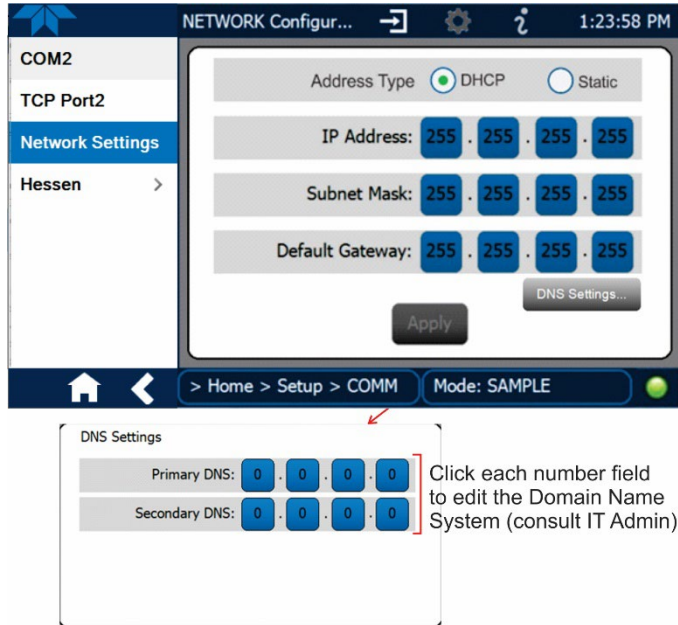 NETWORK Configur... 1:23:58 PM
COM2
TCP Port2
Network Settings
Hessen >
Address Type DHCP Static
IP Address: 255 . 255 . 255 . 255
Subnet Mask: 255 . 255 . 255 . 255
Default Gateway: 255 . 255 . 255 . 255
DNS Settings...
Apply
> Home > Setup > COMM Mode: SAMPLE
DNS Settings
Primary DNS: 0 . 0 . 0 . 0
Secondary DNS: 0 . 0 . 0 . 0
Click each number field
to edit the Domain Name
System (consult IT Admin)